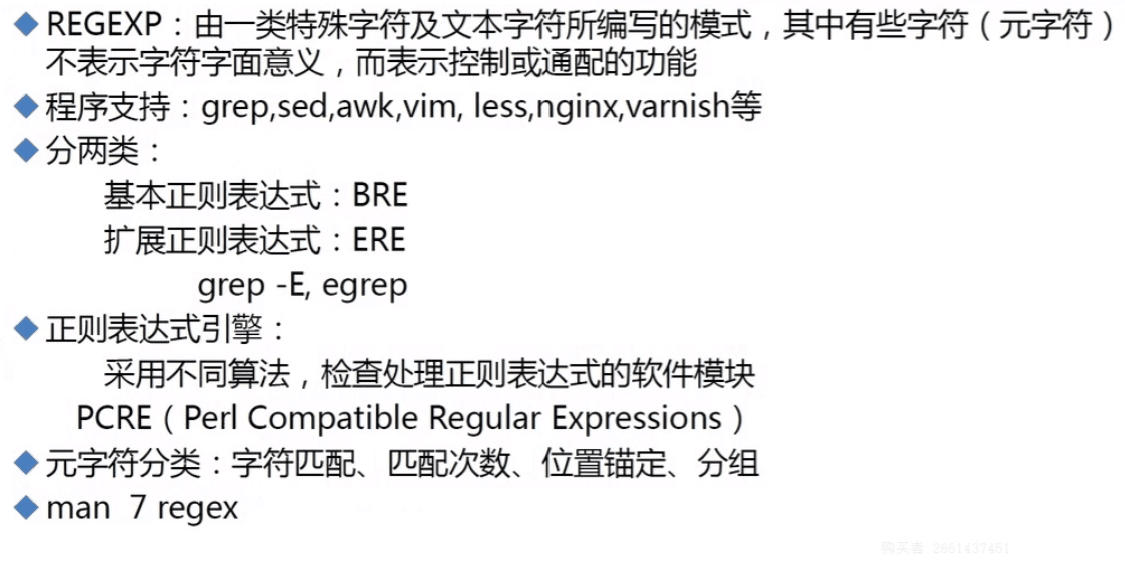 ◆ REGEXP：由一类特殊字符及文本字符所编写的模式，其中有些字符（元字符）
不表示字符字面意义，而表示控制或通配的功能
◆ 程序支持：grep,sed,awk,vim, less,nginx,varnish等
◆ 分两类：
基本正则表达式：BRE
扩展正则表达式：ERE
grep -E, egrep
◆ 正则表达式引擎：
采用不同算法，检查处理正则表达式的软件模块
PCRE（Perl Compatible Regular Expressions）
◆ 元字符分类：字符匹配、匹配次数、位置锚定、分组
◆ man 7 regex
购买者:2661437451